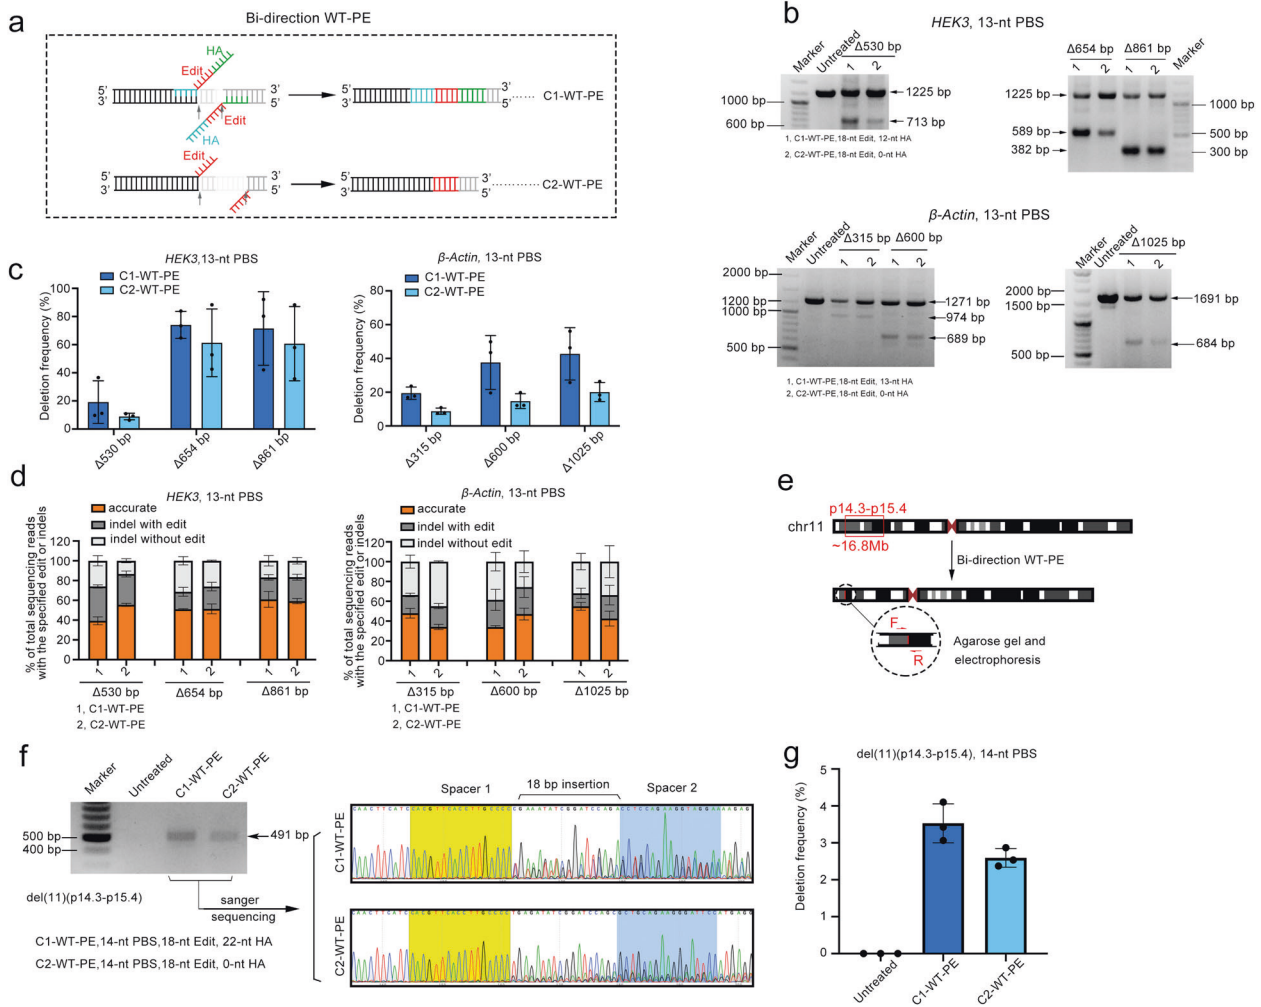 a
Bi-direction WT-PE
HA
Edit
3'
5'
3'
5'
Edit
HA
3'
5'
3'
5'
C1-WT-PE
Edit
3'
5'
3'
5'
Edit
3'
5'
3'
5'
C2-WT-PE
b
HEK3, 13-nt PBS
Marker
Untreated
Δ530 bp
1 2
1000 bp
600 bp
1225 bp
713 bp
1, C1-WT-PE,18-nt Edit, 12-nt HA
2, C2-WT-PE,18-nt Edit, 0-nt HA
Δ654 bp Δ861 bp
1 2 1 2
Marker
1225 bp
589 bp
382 bp
1000 bp
500 bp
300 bp
β-Actin, 13-nt PBS
Marker
Untreated
Δ315 bp Δ600 bp
1 2 1 2
2000 bp
1200 bp
1000 bp
500 bp
1271 bp
974 bp
689 bp
1, C1-WT-PE,18-nt Edit, 13-nt HA
2, C2-WT-PE,18-nt Edit, 0-nt HA
Marker
Untreated
Δ1025 bp
1 2
2000 bp
1500 bp
500 bp
1691 bp
684 bp
c
HEK3,13-nt PBS
C1-WT-PE
C2-WT-PE
Deletion frequency (%)
100
80
60
40
20
0
Δ530 bp
Δ654 bp
Δ861 bp
β-Actin, 13-nt PBS
C1-WT-PE
C2-WT-PE
Deletion frequency (%)
80
60
40
20
0
Δ315 bp
Δ600 bp
Δ1025 bp
d
HEK3, 13-nt PBS
accurate
indel with edit
indel without edit
% of total sequencing reads
with the specified edit or indels
100
80
60
40
20
0
1 2 1 2 1 2
Δ530 bp Δ654 bp Δ861 bp
1, C1-WT-PE
2, C2-WT-PE
β-Actin, 13-nt PBS
accurate
indel with edit
indel without edit
% of total sequencing reads
with the specified edit or indels
100
80
60
40
20
0
1 2 1 2 1 2
Δ315 bp Δ600 bp Δ1025 bp
1, C1-WT-PE
2, C2-WT-PE
e
p14.3-p15.4
chr11
~16.8Mb
Bi-direction WT-PE
F
R
Agarose gel and
electrophoresis
f
Marker
Untreated
C1-WT-PE
C2-WT-PE
500 bp
400 bp
491 bp
del(11)(p14.3-p15.4)
sanger
sequencing
C1-WT-PE,14-nt PBS,18-nt Edit, 22-nt HA
C2-WT-PE,14-nt PBS,18-nt Edit, 0-nt HA
Spacer 1
18 bp insertion
Spacer 2
C1-WT-PE
C2-WT-PE
g
del(11)(p14.3-p15.4), 14-nt PBS
Deletion frequency (%)
5
4
3
2
1
0
Untreated
C1-WT-PE
C2-WT-PE